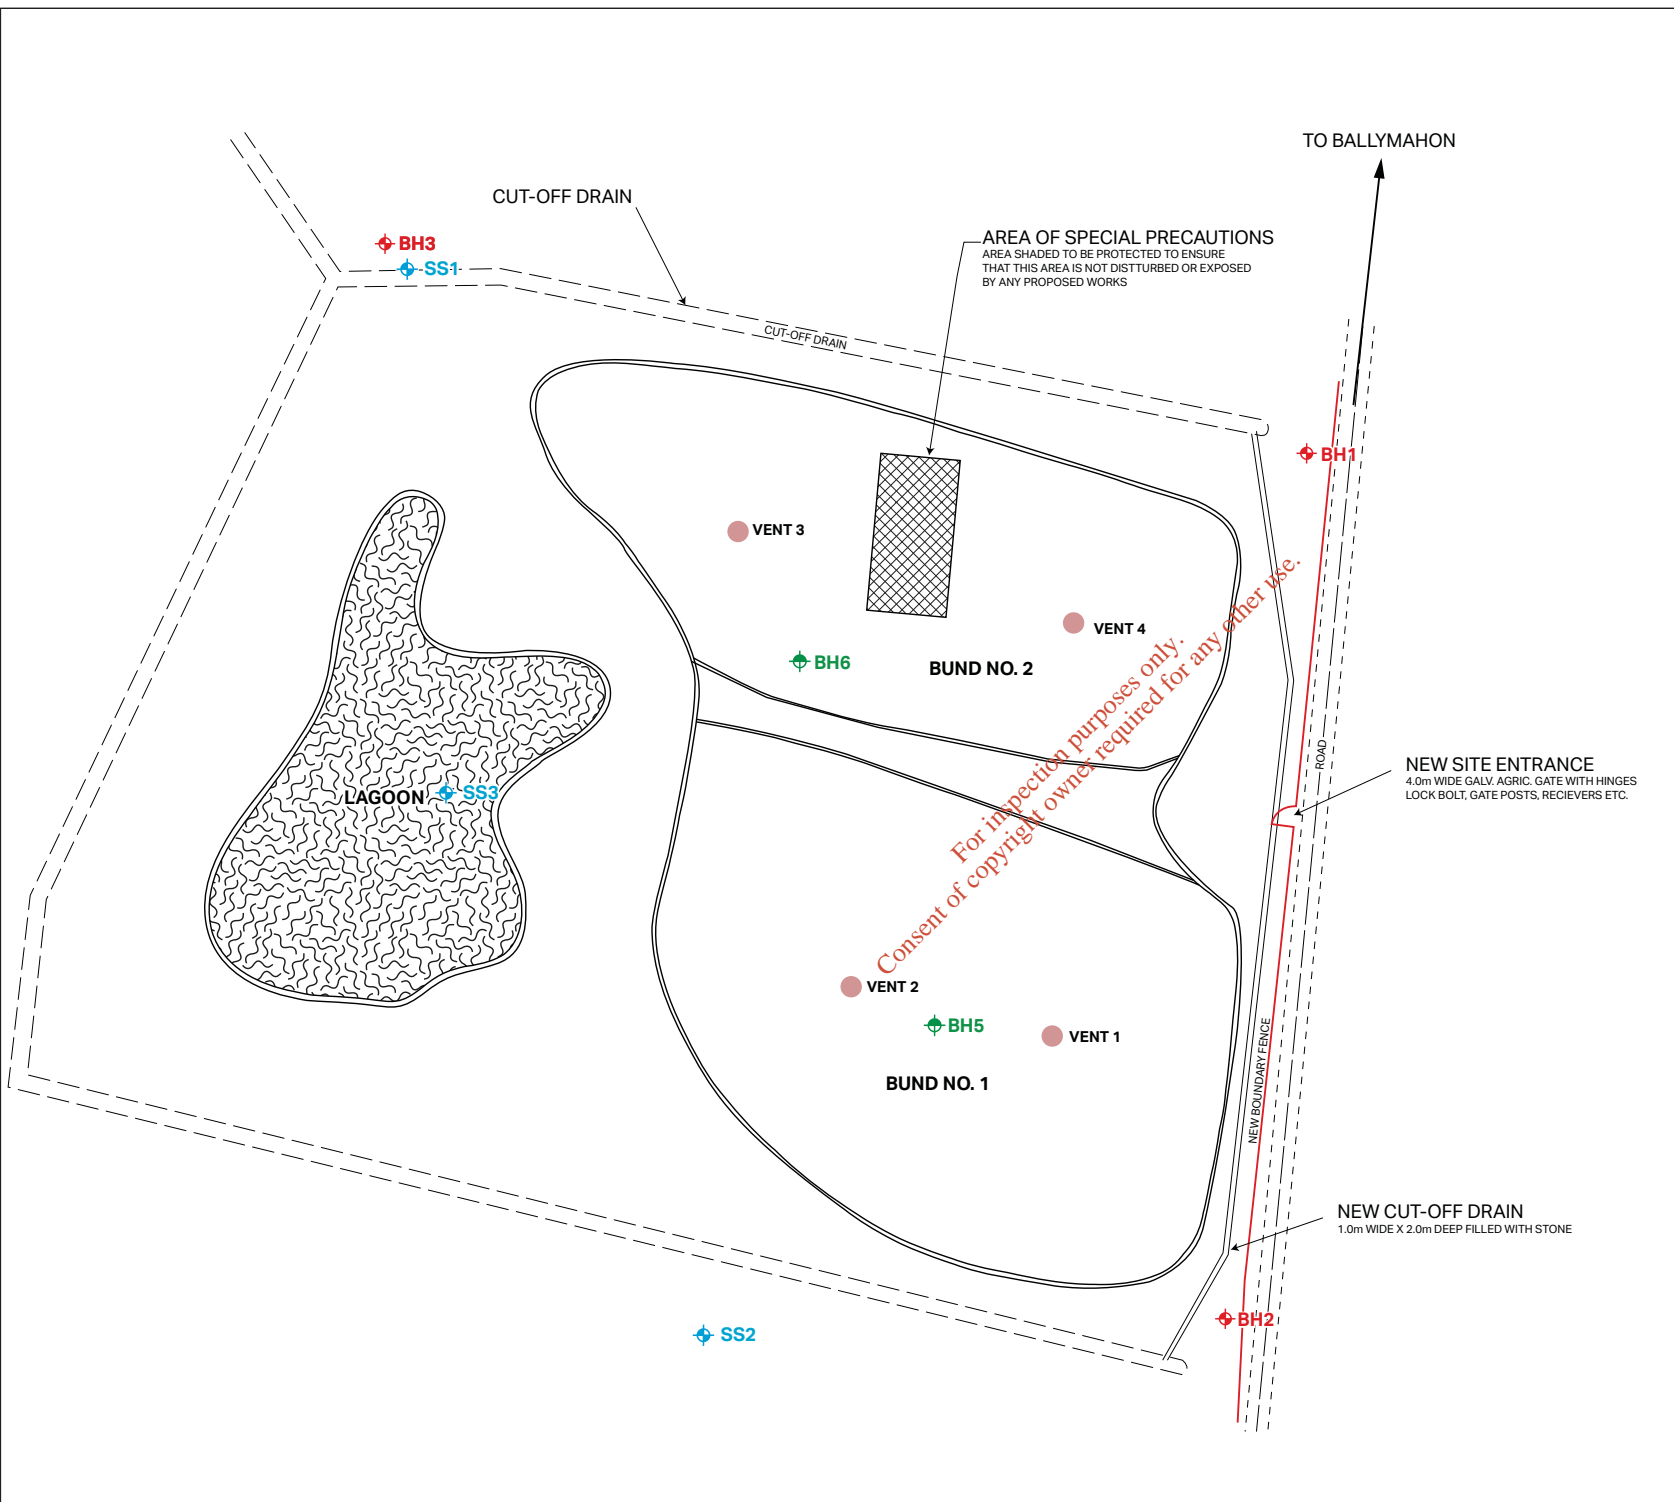 TO BALLYMAHON
CUT-OFF DRAIN
AREA OF SPECIAL PRECAUTIONS
AREA SHADED TO BE PROTECTED TO ENSURE
THAT THIS AREA IS NOT DISTTURBED OR EXPOSED
BY ANY PROPOSED WORKS
BH3
SS1
CUT-OFF DRAIN
BH1
VENT 3
VENT 4
BH6
BUND NO. 2
For inspection purposes only.
Consent of copyright owner required for any other use.
ROAD
NEW SITE ENTRANCE
4.0m WIDE GALV. AGRIC. GATE WITH HINGES
LOCK BOLT, GATE POSTS, RECIEVERS ETC.
LAGOON
SS3
VENT 2
BH5
VENT 1
BUND NO. 1
NEW BOUNDARY FENCE
NEW CUT-OFF DRAIN
1.0m WIDE X 2.0m DEEP FILLED WITH STONE
BH2
SS2